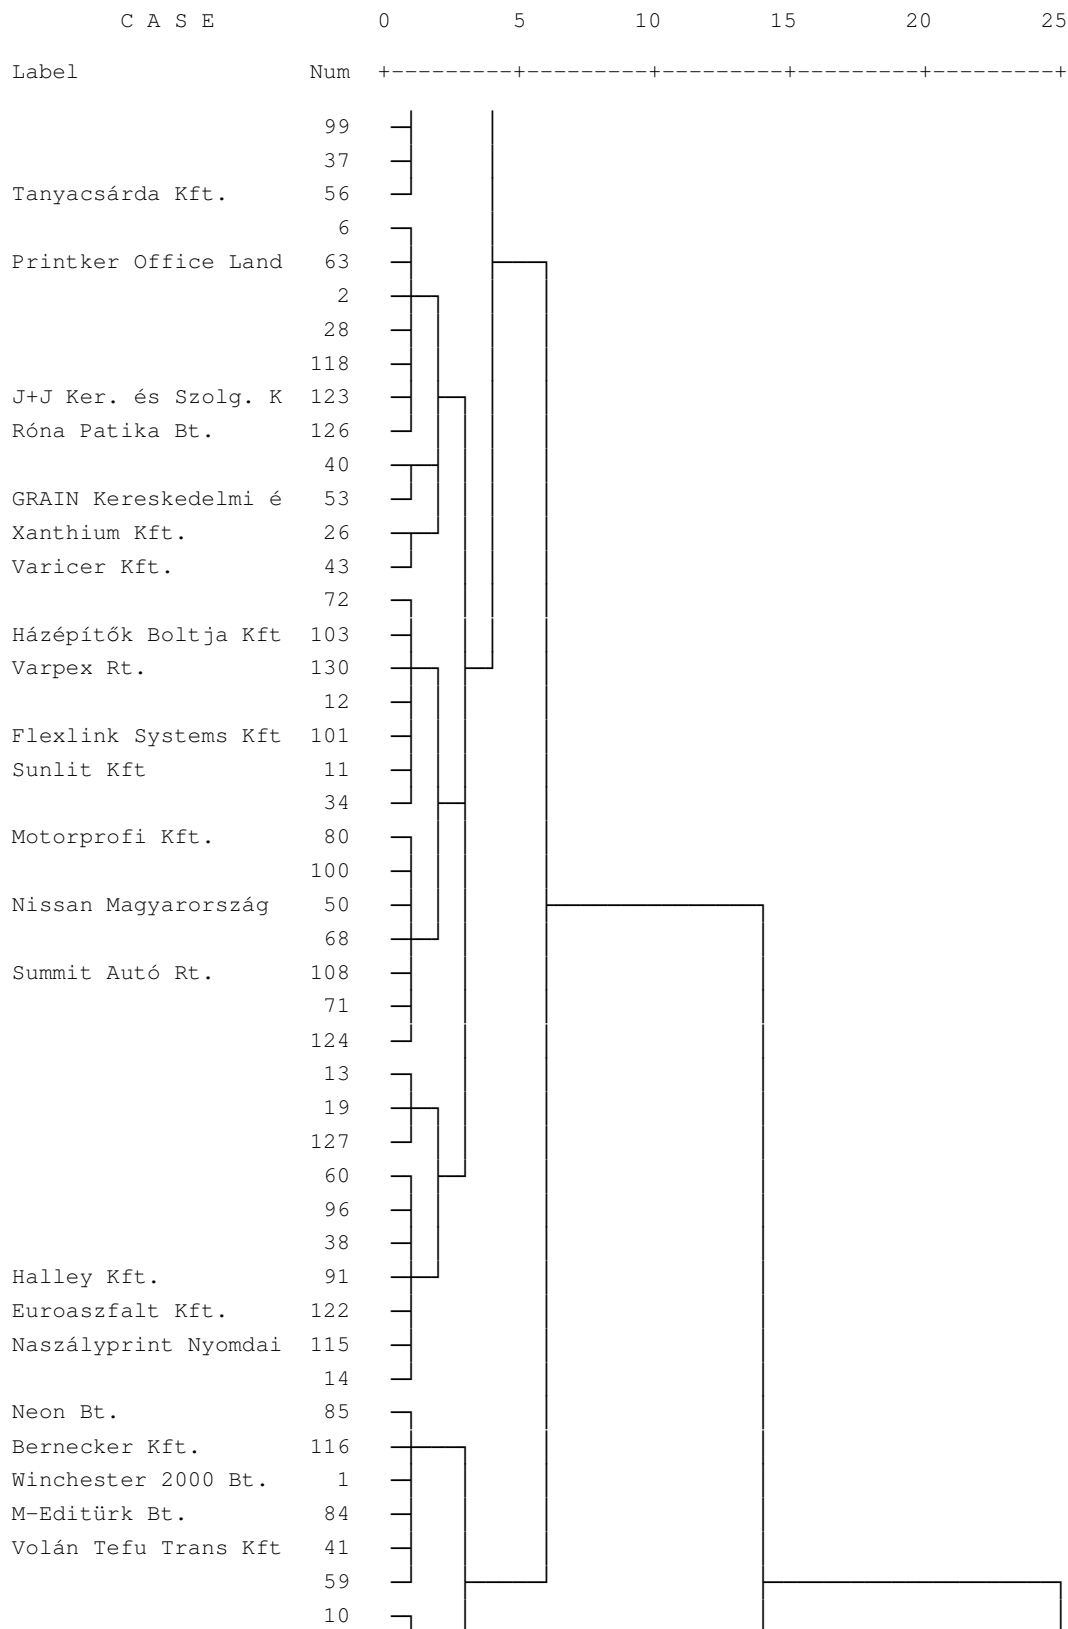 C A S E 0 5 10 15 20 25
Label Num +---------+---------+---------+---------+---------+
99
37
Tanyacsárda Kft. 56
6
Printker Office Land 63
2
28
118
J+J Ker. és Szolg. K 123
Róna Patika Bt. 126
40
GRAIN Kereskedelmi é 53
Xanthium Kft. 26
Varicer Kft. 43
72
Házépítők Boltja Kft 103
Varpex Rt. 130
12
Flexlink Systems Kft 101
Sunlit Kft 11
34
Motorprofi Kft. 80
100
Nissan Magyarország 50
68
Summit Autó Rt. 108
71
124
13
19
127
60
96
38
Halley Kft. 91
Euroaszfalt Kft. 122
Naszályprint Nyomdai 115
14
Neon Bt. 85
Bernecker Kft. 116
Winchester 2000 Bt. 1
M-Editürk Bt. 84
Volán Tefu Trans Kft 41
59
10